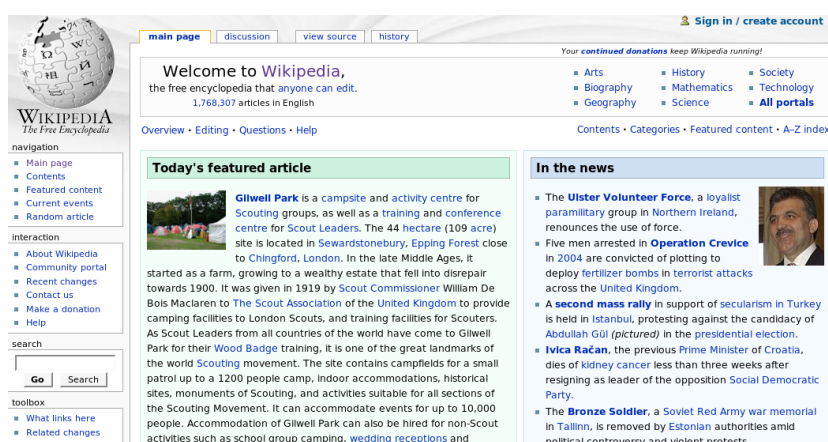 Sign in / create account
main page discussion view source history
Your continued donations keep Wikipedia running!
Welcome to Wikipedia,
the free encyclopedia that anyone can edit.
1,768,307 articles in English
Arts
Biography
Geography
History
Mathematics
Science
Society
Technology
All portals
Overview · Editing · Questions · Help
Contents · Categories · Featured content · A–Z index
WIKIPEDIA
The Free Encyclopedia
navigation
Main page
Contents
Featured content
Current events
Random article
interaction
About Wikipedia
Community portal
Recent changes
Contact us
Make a donation
Help
search
Go Search
toolbox
What links here
Related changes
Today's featured article
Gilwell Park is a campsite and activity centre for
Scouting groups, as well as a training and conference
centre for Scout Leaders. The 44 hectare (109 acre)
site is located in Sewardstonebury, Epping Forest close
to Chingford, London. In the late Middle Ages, it
started as a farm, growing to a wealthy estate that fell into disrepair
towards 1900. It was given in 1919 by Scout Commissioner William De
Bois Maclaren to The Scout Association of the United Kingdom to provide
camping facilities to London Scouts, and training facilities for Scouters.
As Scout Leaders from all countries of the world have come to Gilwell
Park for their Wood Badge training, it is one of the great landmarks of
the world Scouting movement. The site contains campfields for a small
patrol up to a 1200 people camp, indoor accommodations, historical
sites, monuments of Scouting, and activities suitable for all sections of
the Scouting Movement. It can accommodate events for up to 10,000
people. Accommodation of Gilwell Park can also be hired for non-Scout
activities such as school group camping, wedding receptions and
In the news
The Ulster Volunteer Force, a loyalist
paramilitary group in Northern Ireland,
renounces the use of force.
Five men arrested in Operation Crevice
in 2004 are convicted of plotting to
deploy fertilizer bombs in terrorist attacks
across the United Kingdom.
A second mass rally in support of secularism in Turkey
is held in Istanbul, protesting against the candidacy of
Abdullah Gül (pictured) in the presidential election.
Ivica Račan, the previous Prime Minister of Croatia,
dies of kidney cancer less than three weeks after
resigning as leader of the opposition Social Democratic
Party.
The Bronze Soldier, a Soviet Red Army war memorial
in Tallinn, is removed by Estonian authorities amid
political controversy and violent protests.